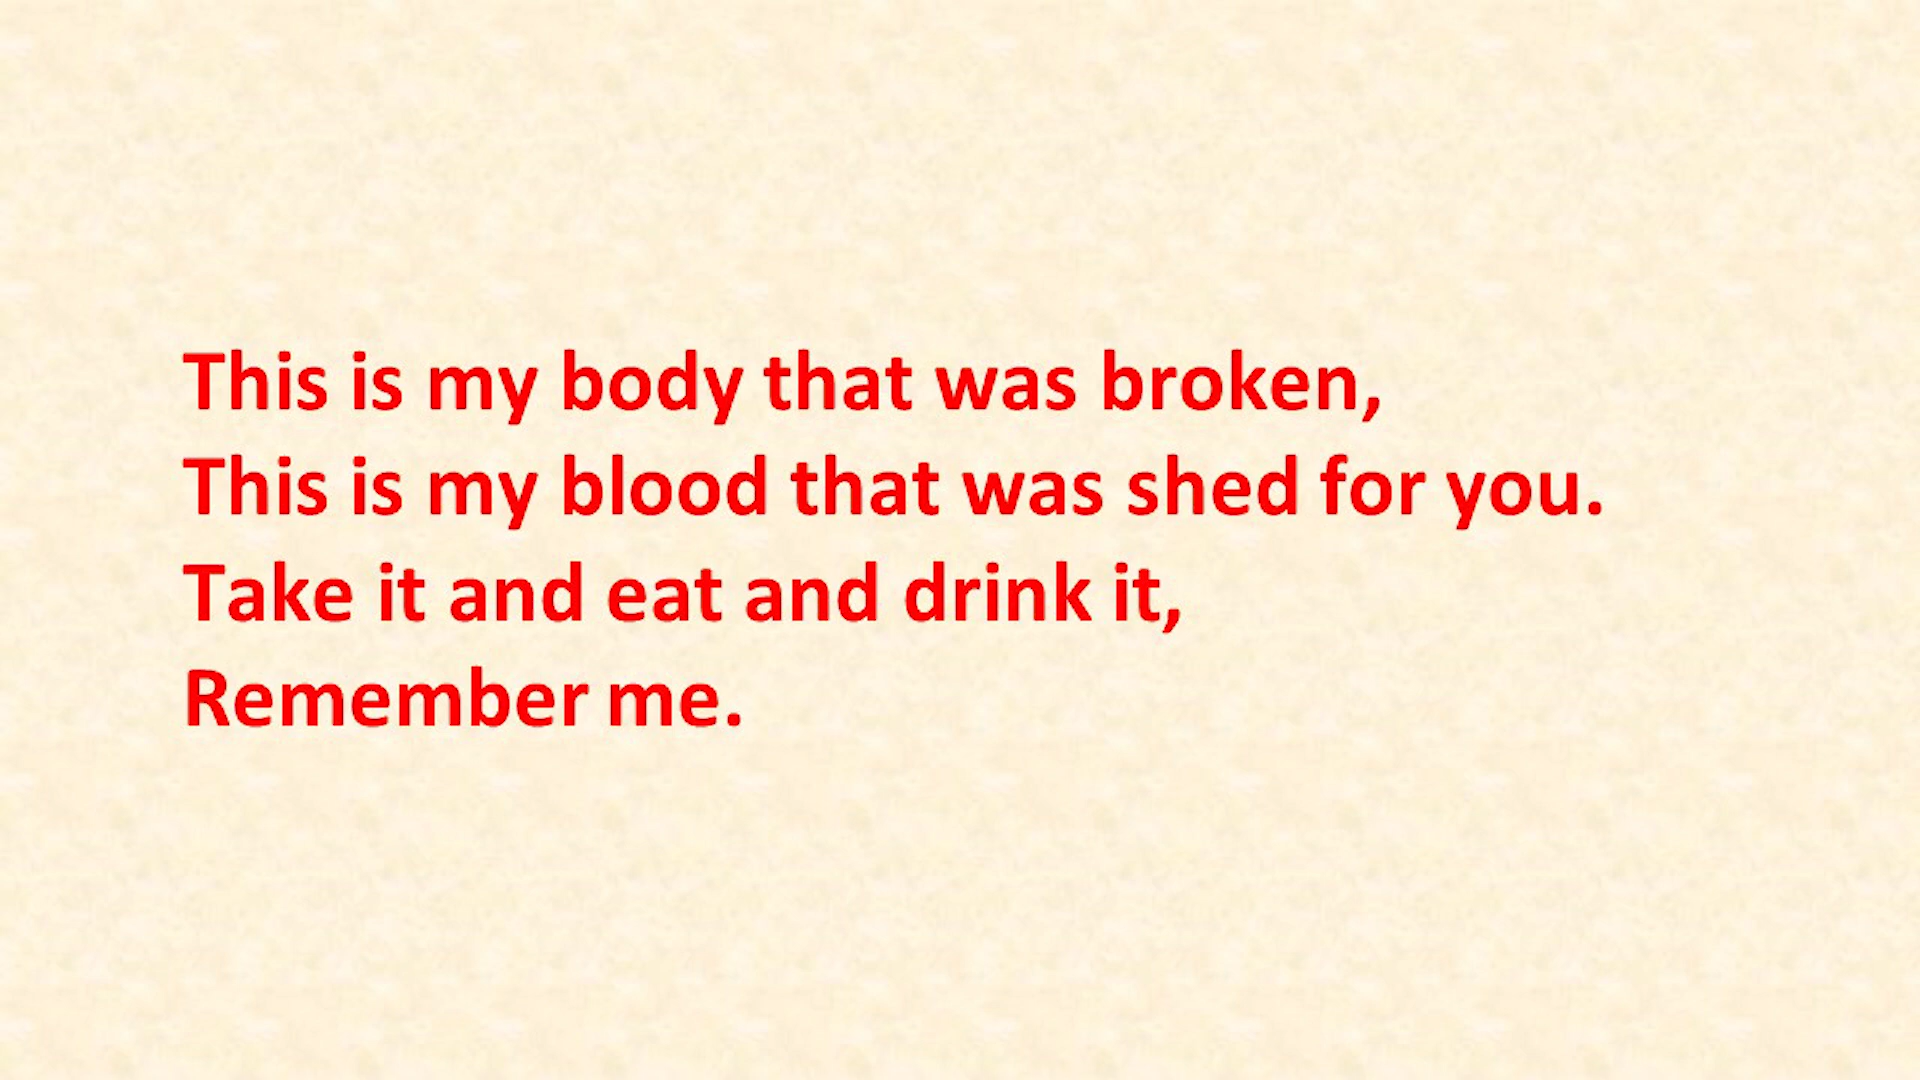 This is my body that was broken,
This is my blood that was shed for you.
Take it and eat and drink it,
Remember me.